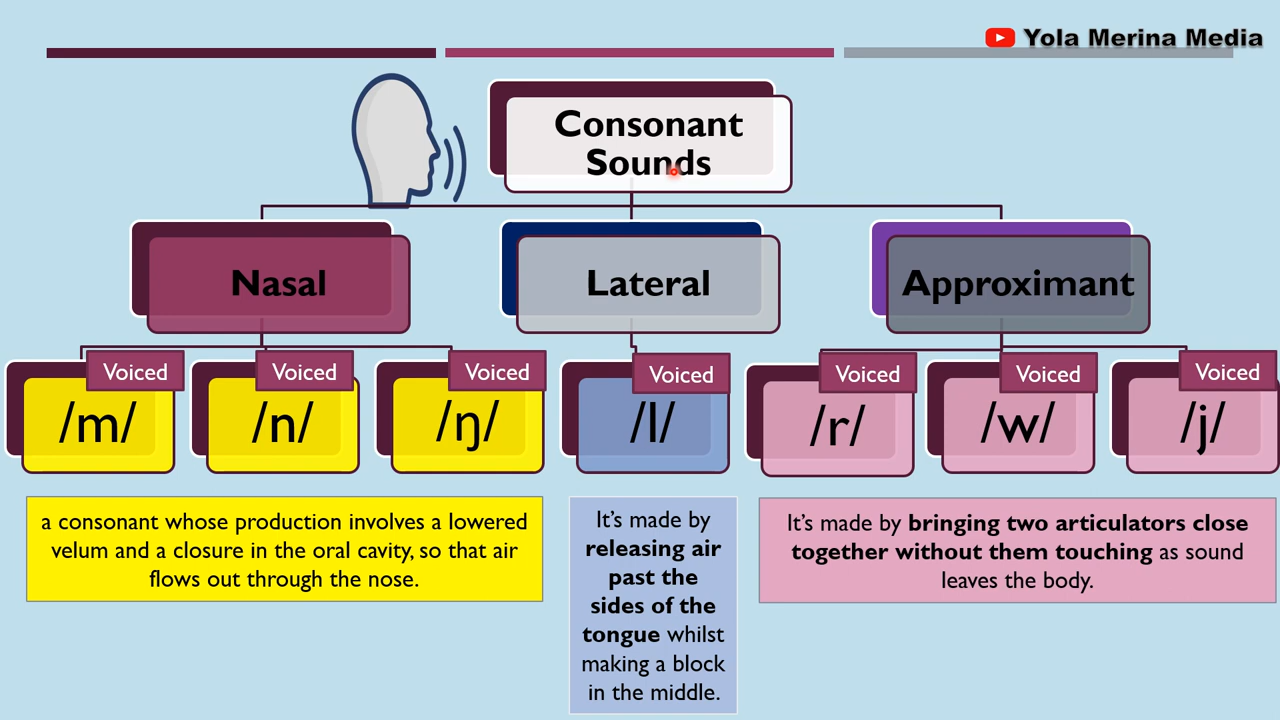 Yola Merina Media
Consonant
Sounds
Nasal
Lateral
Approximant
Voiced
Voiced
Voiced
Voiced
Voiced
Voiced
Voiced
/m/
/n/
/ŋ/
/l/
/r/
/w/
/j/
a consonant whose production involves a lowered
velum and a closure in the oral cavity, so that air
flows out through the nose.
It’s made by
releasing air
past the
sides of the
tongue whilst
making a block
in the middle.
It’s made by bringing two articulators close
together without them touching as sound
leaves the body.